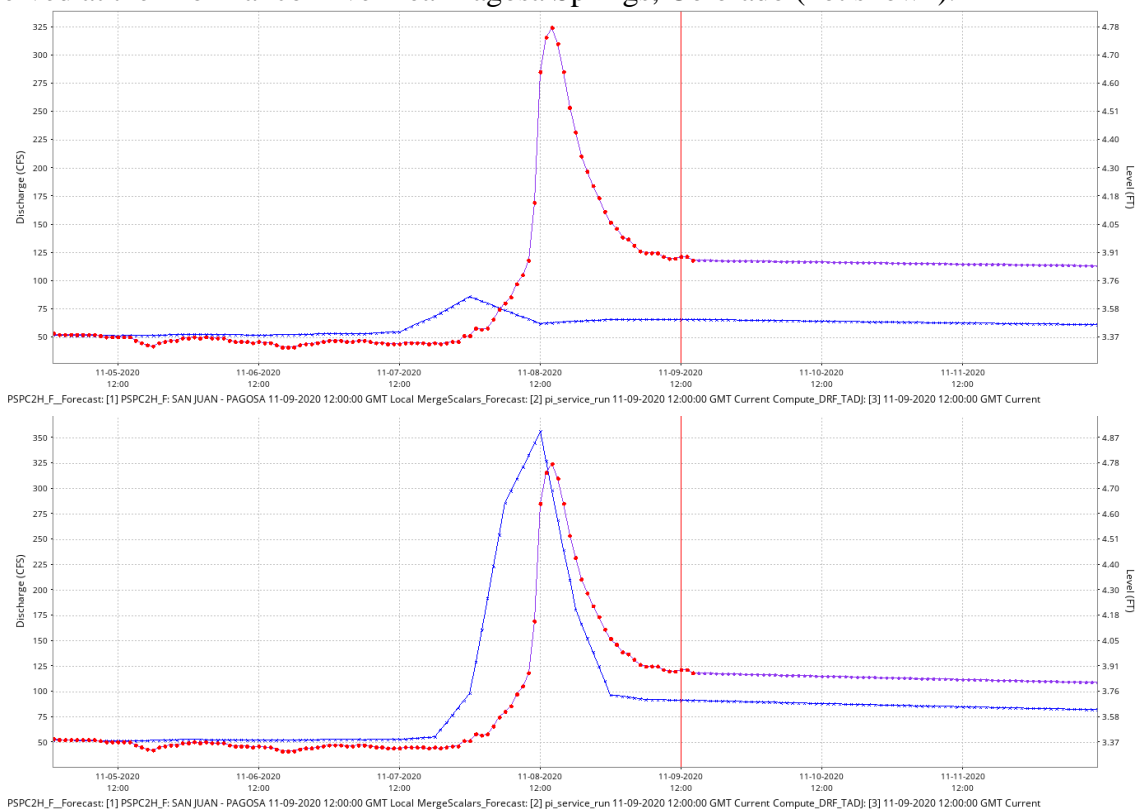 Pagosa Springs, Colorado (not shown).
325 4.78
300 4.70
275 4.60
250 4.51
225 4.40
200 4.30
175 4.18
150 4.05
125 3.91
100 3.76
75 3.58
50 3.37
Discharge (CFS)
Level (FT)
11-05-2020 11-06-2020 11-07-2020 11-08-2020 11-09-2020 11-10-2020 11-11-2020
12:00 12:00 12:00 12:00 12:00 12:00 12:00
PSPC2H_F__Forecast: [1] PSPC2H_F: SAN JUAN - PAGOSA 11-09-2020 12:00:00 GMT Local MergeScalars_Forecast: [2] pi_service_run 11-09-2020 12:00:00 GMT Current Compute_DRF_TADJ: [3] 11-09-2020 12:00:00 GMT Current
350 4.87
325 4.78
300 4.70
275 4.60
250 4.51
225 4.40
200 4.30
175 4.18
150 4.05
125 3.91
100 3.76
75 3.58
50 3.37
Discharge (CFS)
Level (FT)
11-05-2020 11-06-2020 11-07-2020 11-08-2020 11-09-2020 11-10-2020 11-11-2020
12:00 12:00 12:00 12:00 12:00 12:00 12:00
PSPC2H_F__Forecast: [1] PSPC2H_F: SAN JUAN - PAGOSA 11-09-2020 12:00:00 GMT Local MergeScalars_Forecast: [2] pi_service_run 11-09-2020 12:00:00 GMT Current Compute_DRF_TADJ: [3] 11-09-2020 12:00:00 GMT Current